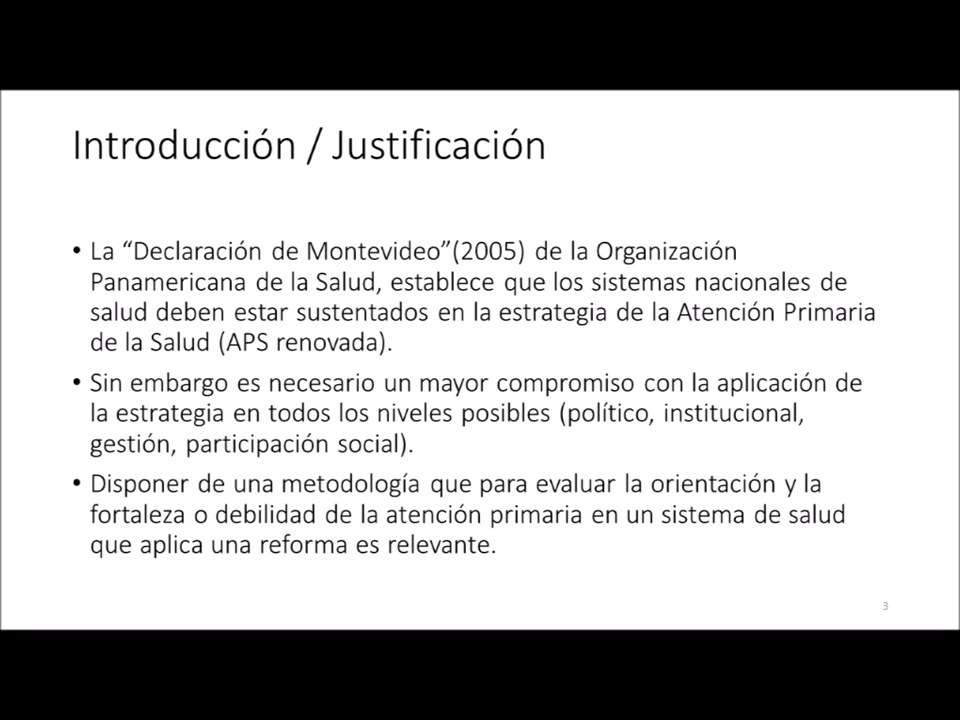 Introducción / Justificación
• La “Declaración de Montevideo”(2005) de la Organización
Panamericana de la Salud, establece que los sistemas nacionales de
salud deben estar sustentados en la estrategia de la Atención Primaria
de la Salud (APS renovada).
• Sin embargo es necesario un mayor compromiso con la aplicación de
la estrategia en todos los niveles posibles (político, institucional,
gestión, participación social).
• Disponer de una metodología que para evaluar la orientación y la
fortaleza o debilidad de la atención primaria en un sistema de salud
que aplica una reforma es relevante.
3